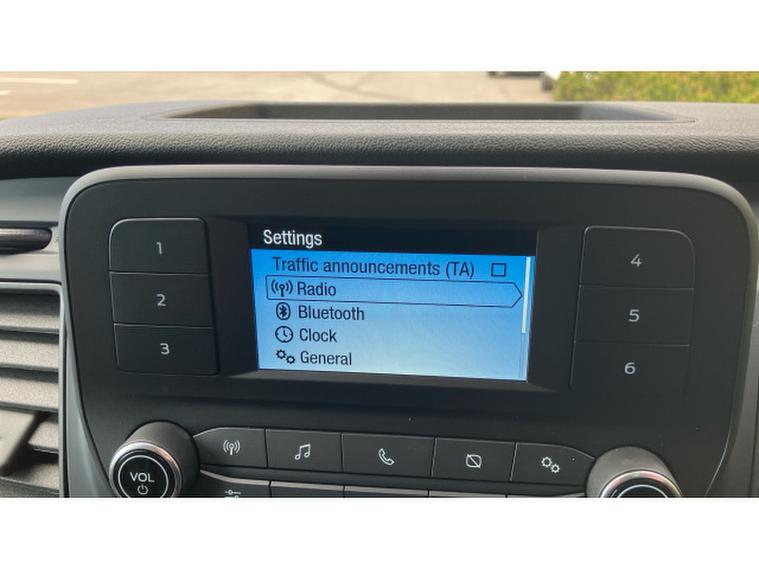 Settings
Traffic announcements (TA)
Radio
Bluetooth
Clock
General
1
2
3
4
5
6
VOL